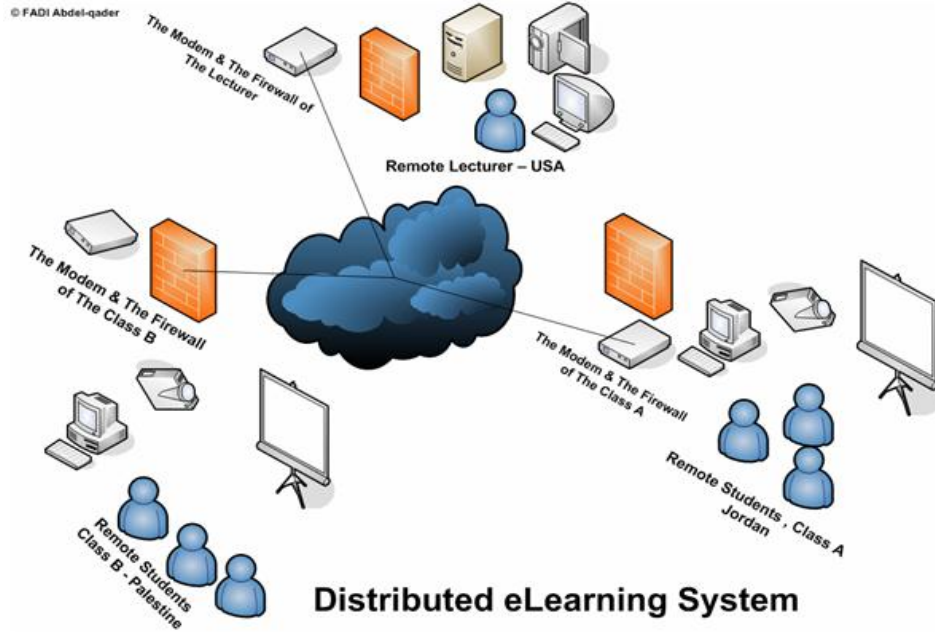 © FADI Abdel-qader
The Modem & The Firewall of
The Lecturer
Remote Lecturer – USA
The Modem & The Firewall
of The Class B
The Modem & The Firewall
of The Class A
Remote Students , Class A
Jordan
Remote Students
Class B - Palestine
Distributed eLearning System